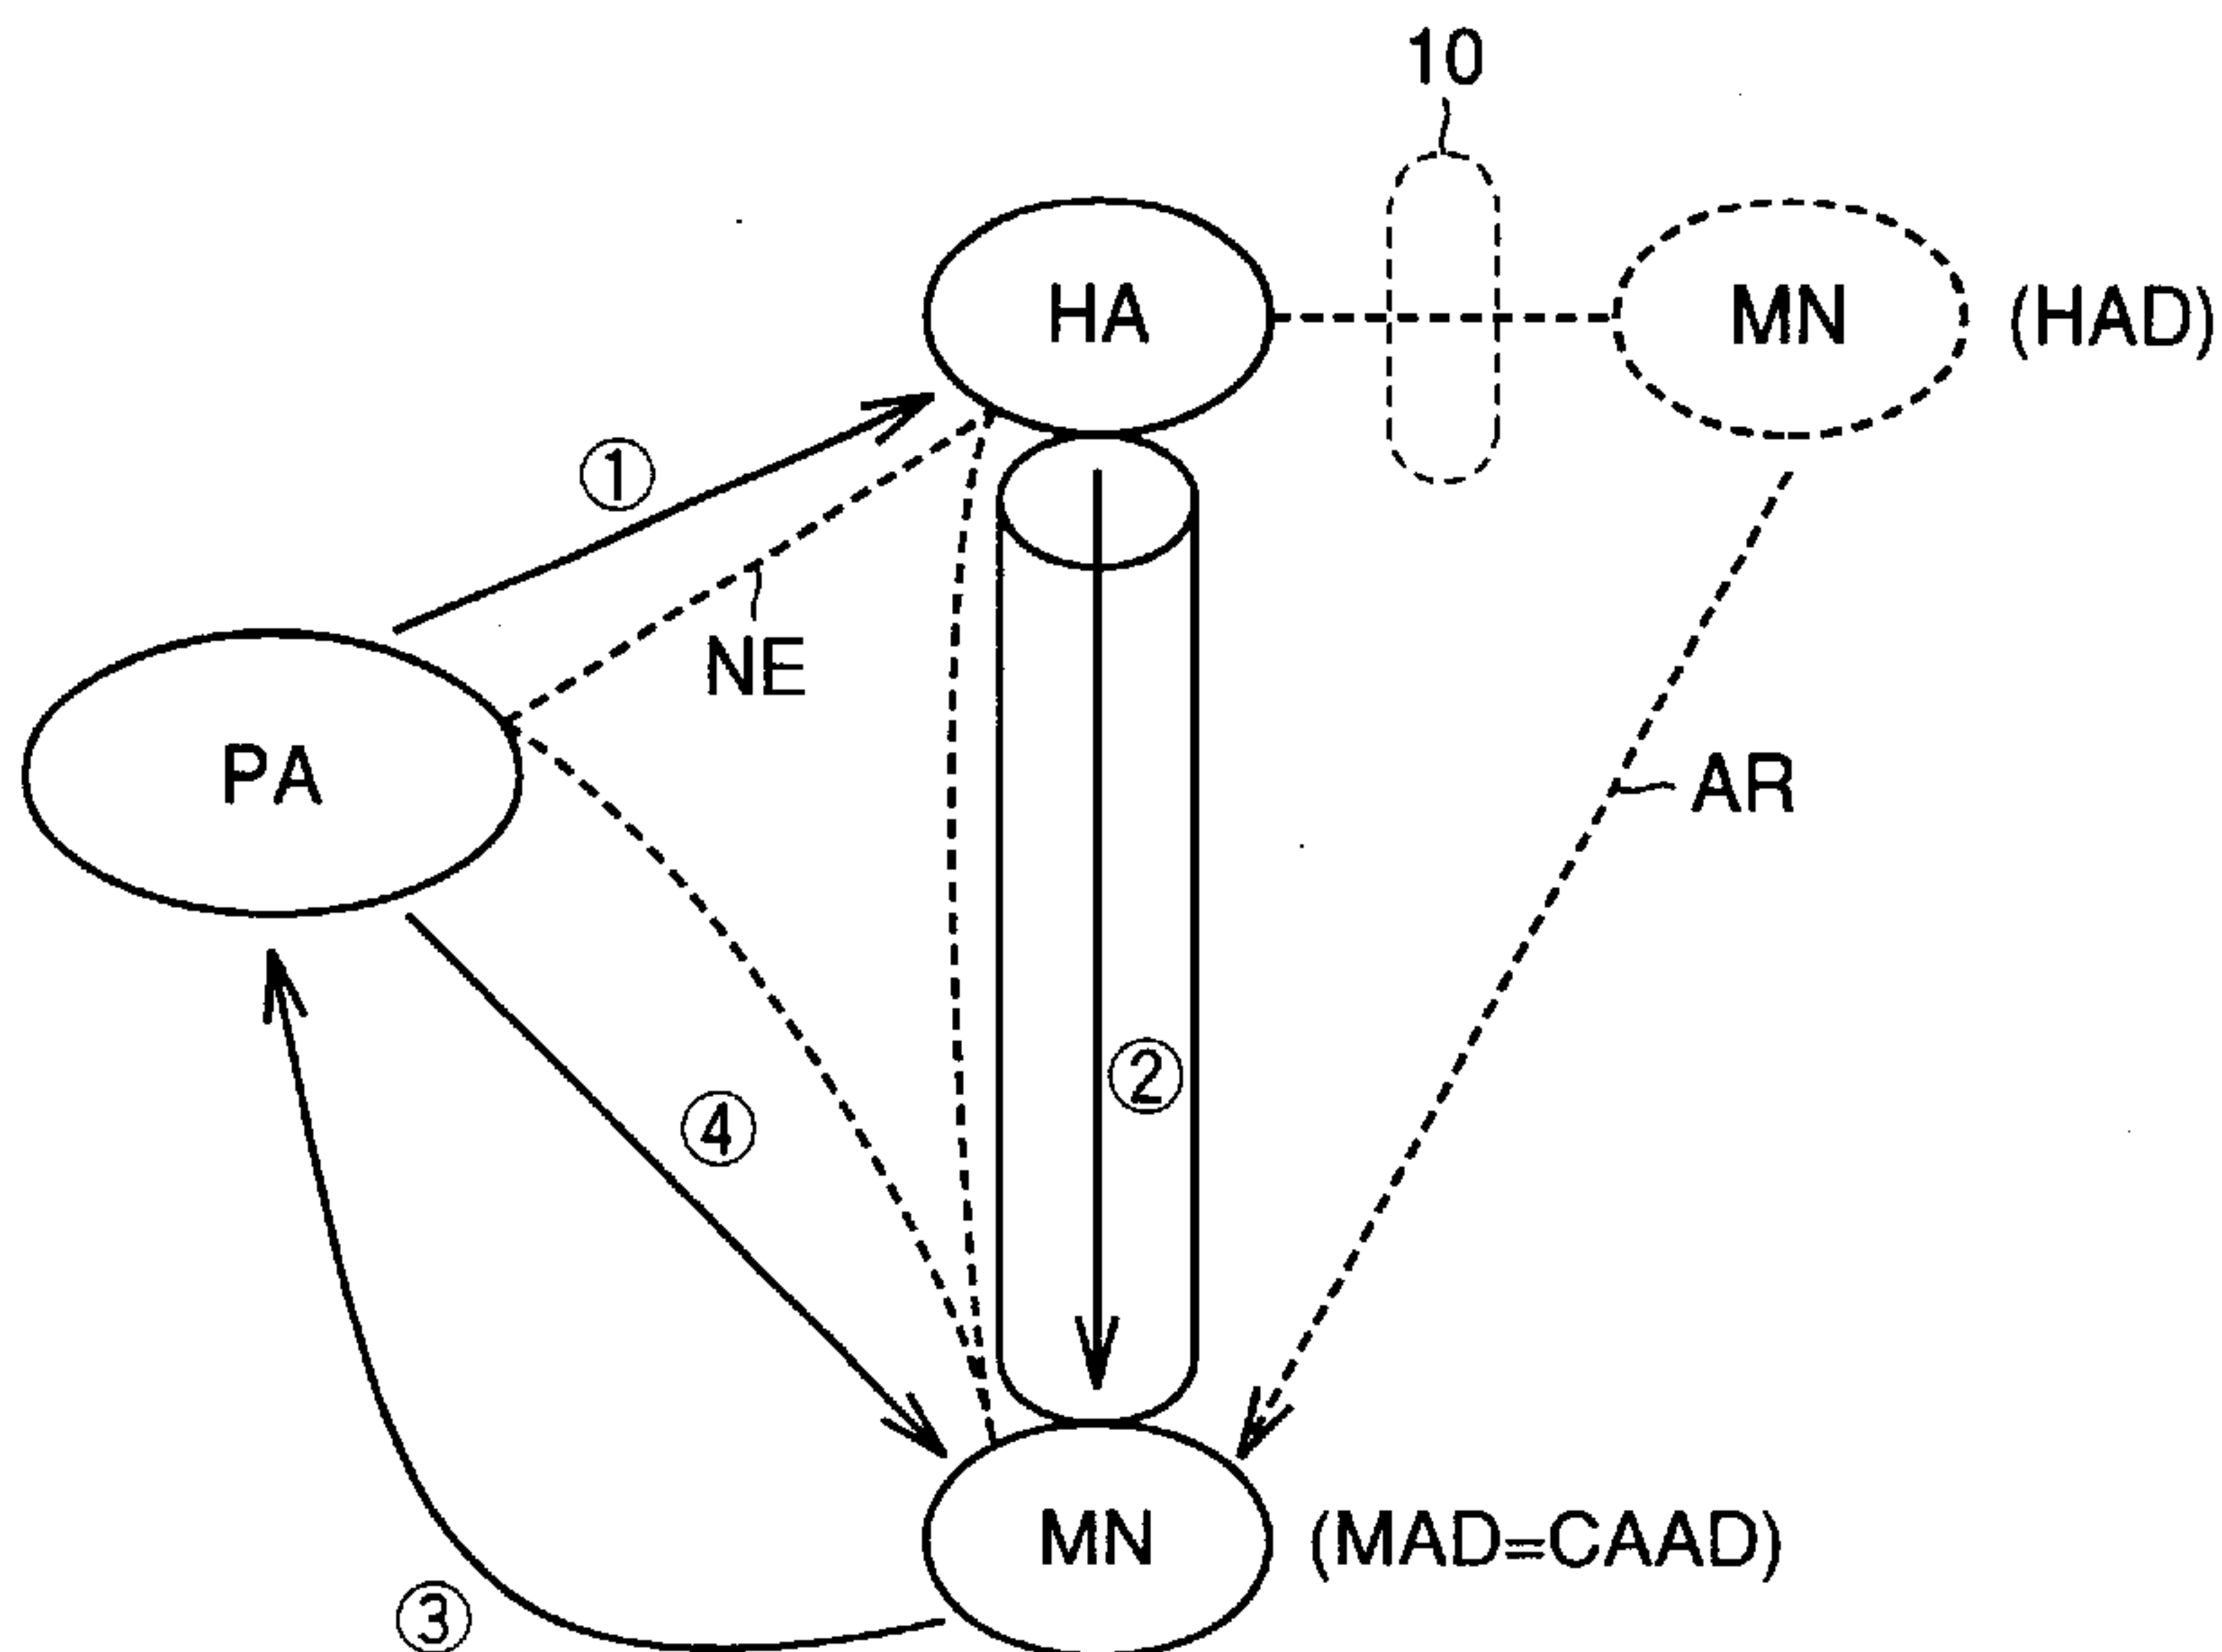 10
HA
MN (HAD)
①
NE
PA
AR
②
④
MN (MAD=CAAD)
③